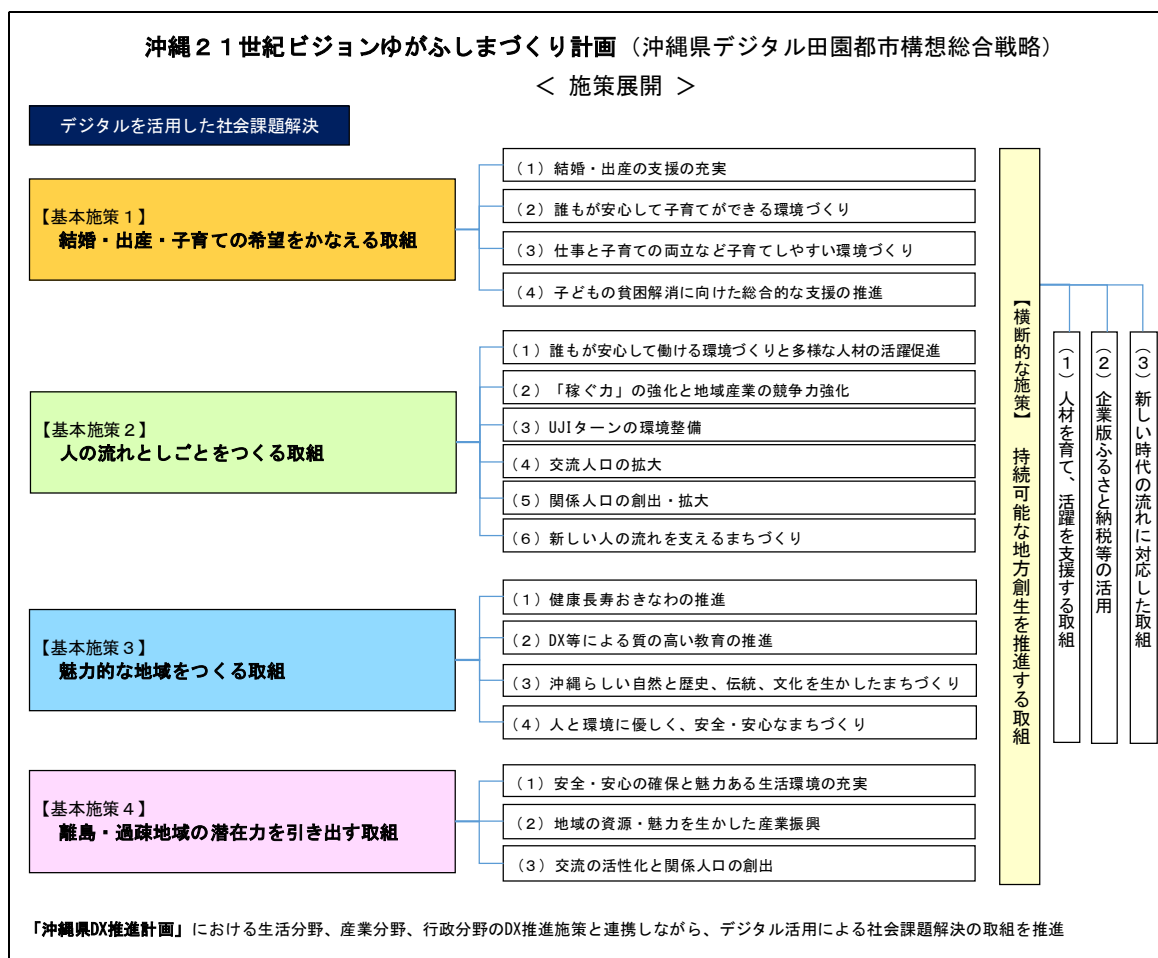 沖縄２１世紀ビジョンゆがふしまづくり計画（沖縄県デジタル田園都市構想総合戦略）
＜ 施策展開 ＞
デジタルを活用した社会課題解決
【基本施策１】
結婚・出産・子育ての希望をかなえる取組
（１）結婚・出産の支援の充実
（２）誰もが安心して子育てができる環境づくり
（３）仕事と子育ての両立など子育てしやすい環境づくり
（４）子どもの貧困解消に向けた総合的な支援の推進
【基本施策２】
人の流れとしごとをつくる取組
（１）誰もが安心して働ける環境づくりと多様な人材の活躍促進
（２）「稼ぐ力」の強化と地域産業の競争力強化
（３）UJIターンの環境整備
（４）交流人口の拡大
（５）関係人口の創出・拡大
（６）新しい人の流れを支えるまちづくり
【基本施策３】
魅力的な地域をつくる取組
（１）健康長寿おきなわの推進
（２）DX等による質の高い教育の推進
（３）沖縄らしい自然と歴史、伝統、文化を生かしたまちづくり
（４）人と環境に優しく、安全・安心なまちづくり
【基本施策４】
離島・過疎地域の潜在力を引き出す取組
（１）安全・安心の確保と魅力ある生活環境の充実
（２）地域の資源・魅力を生かした産業振興
（３）交流の活性化と関係人口の創出
【横断的な施策】　持続可能な地方創生を推進する取組
（１）人材を育て、活躍を支援する取組
（２）企業版ふるさと納税等の活用
（３）新しい時代の流れに対応した取組
「沖縄県DX推進計画」における生活分野、産業分野、行政分野のDX推進施策と連携しながら、デジタル活用による社会課題解決の取組を推進